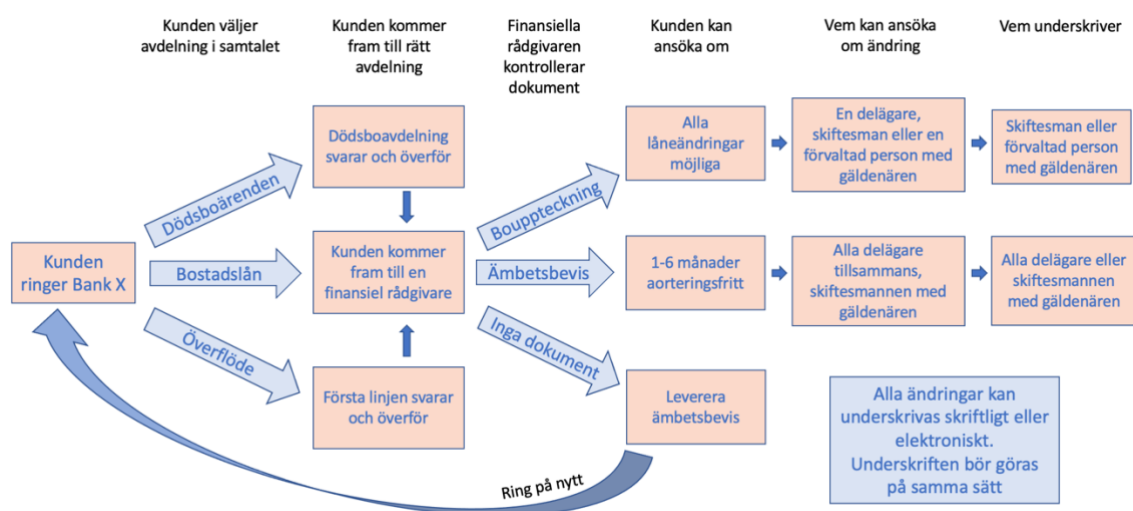 Kunden väljer
avdelning i samtalet
Kunden kommer
fram till rätt
avdelning
Finansiella
rådgivaren
kontrollerar
dokument
Kunden kan
ansöka om
Vem kan ansöka
om ändring
Vem underskriver
Kunden
ringer Bank X
Dödsboärenden
Bostadslån
Överflöde
Dödsboavdelning
svarar och överför
Kunden kommer
fram till en
finansiel rådgivare
Första linjen svarar
och överför
Bouppteckning
Ämbetsbevis
Inga dokument
Alla
låneändringar
möjliga
1-6 månader
aorteringsfritt
Leverera
ämbetsbevis
En delägare,
skiftesman eller en
förvaltad person med
gäldenären
Alla delägare
tillsammans,
skiftesmannen med
gäldenären
Skiftesman eller
förvaltad person
med gäldenären
Alla delägare eller
skiftesmannen
med gäldenären
Alla ändringar kan
underskrivas skriftligt eller
elektroniskt.
Underskriften bör göras
på samma sätt
Ring på nytt